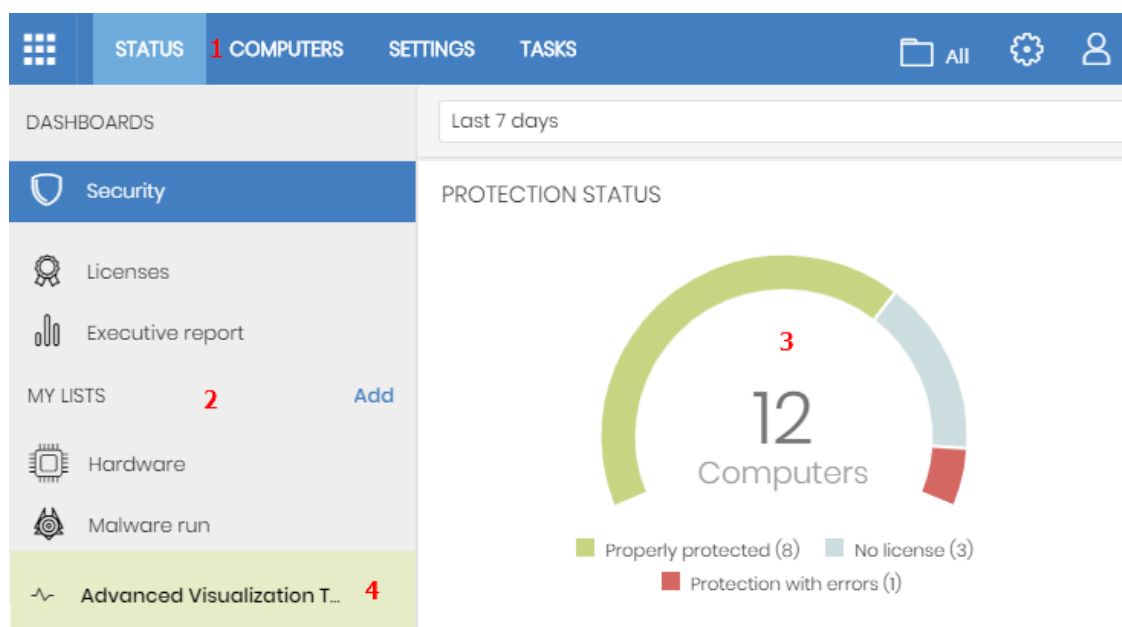 STATUS 1 COMPUTERS SETTINGS TASKS All
DASHBOARDS
Last 7 days
Security
PROTECTION STATUS
Licenses
Executive report
3
MY LISTS 2 Add
12
Computers
Hardware
Malware run
Properly protected (8) No license (3)
Protection with errors (1)
Advanced Visualization T... 4